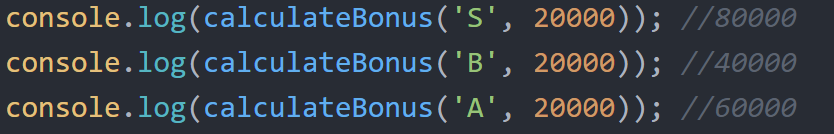 console.log(calculateBonus('S', 20000)); //80000
console.log(calculateBonus('B', 20000)); //40000
console.log(calculateBonus('A', 20000)); //60000